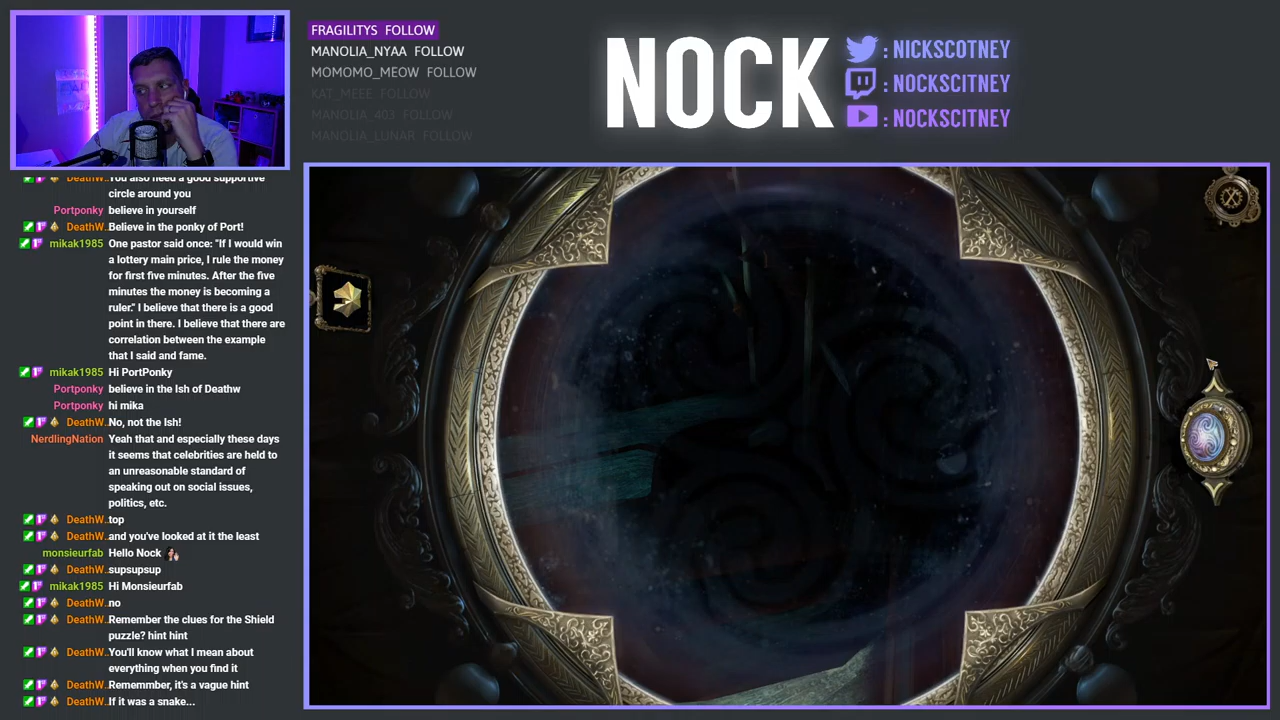 FRAGILITYS FOLLOW
MANOLIA_NYAA FOLLOW
MOMOMO_MEOW FOLLOW
KAT_MEEE FOLLOW
MANOLIA_403 FOLLOW
MANOLIA_LUNAR FOLLOW
NOCK
: NICKSCOTNEY
: NOCKSCITNEY
: NOCKSCITNEY
DeathW.. You also need a good supportive
circle around you
Portponky believe in yourself
DeathW.. Believe in the ponky of Port!
mikak1985 One pastor said once: "If I would win
a lottery main price, I rule the money
for first five minutes. After the five
minutes the money is becoming a
ruler." I believe that there is a good
point in there. I believe that there are
correlation between the example
that I said and fame.
mikak1985 Hi PortPonky
Portponky believe in the Ish of Deathw
Portponky hi mika
DeathW.. No, not the Ish!
NerdlingNation Yeah that and especially these days
it seems that celebrities are held to
an unreasonable standard of
speaking out on social issues,
politics, etc.
DeathW.. top
DeathW.. and you've looked at it the least
monsieurfab Hello Nock
DeathW.. supsupsup
mikak1985 Hi Monsieurfab
DeathW.. no
DeathW.. Remember the clues for the Shield
puzzle? hint hint
DeathW.. You'll know what I mean about
everything when you find it
DeathW.. Rememmber, it's a vague hint
DeathW.. If it was a snake...